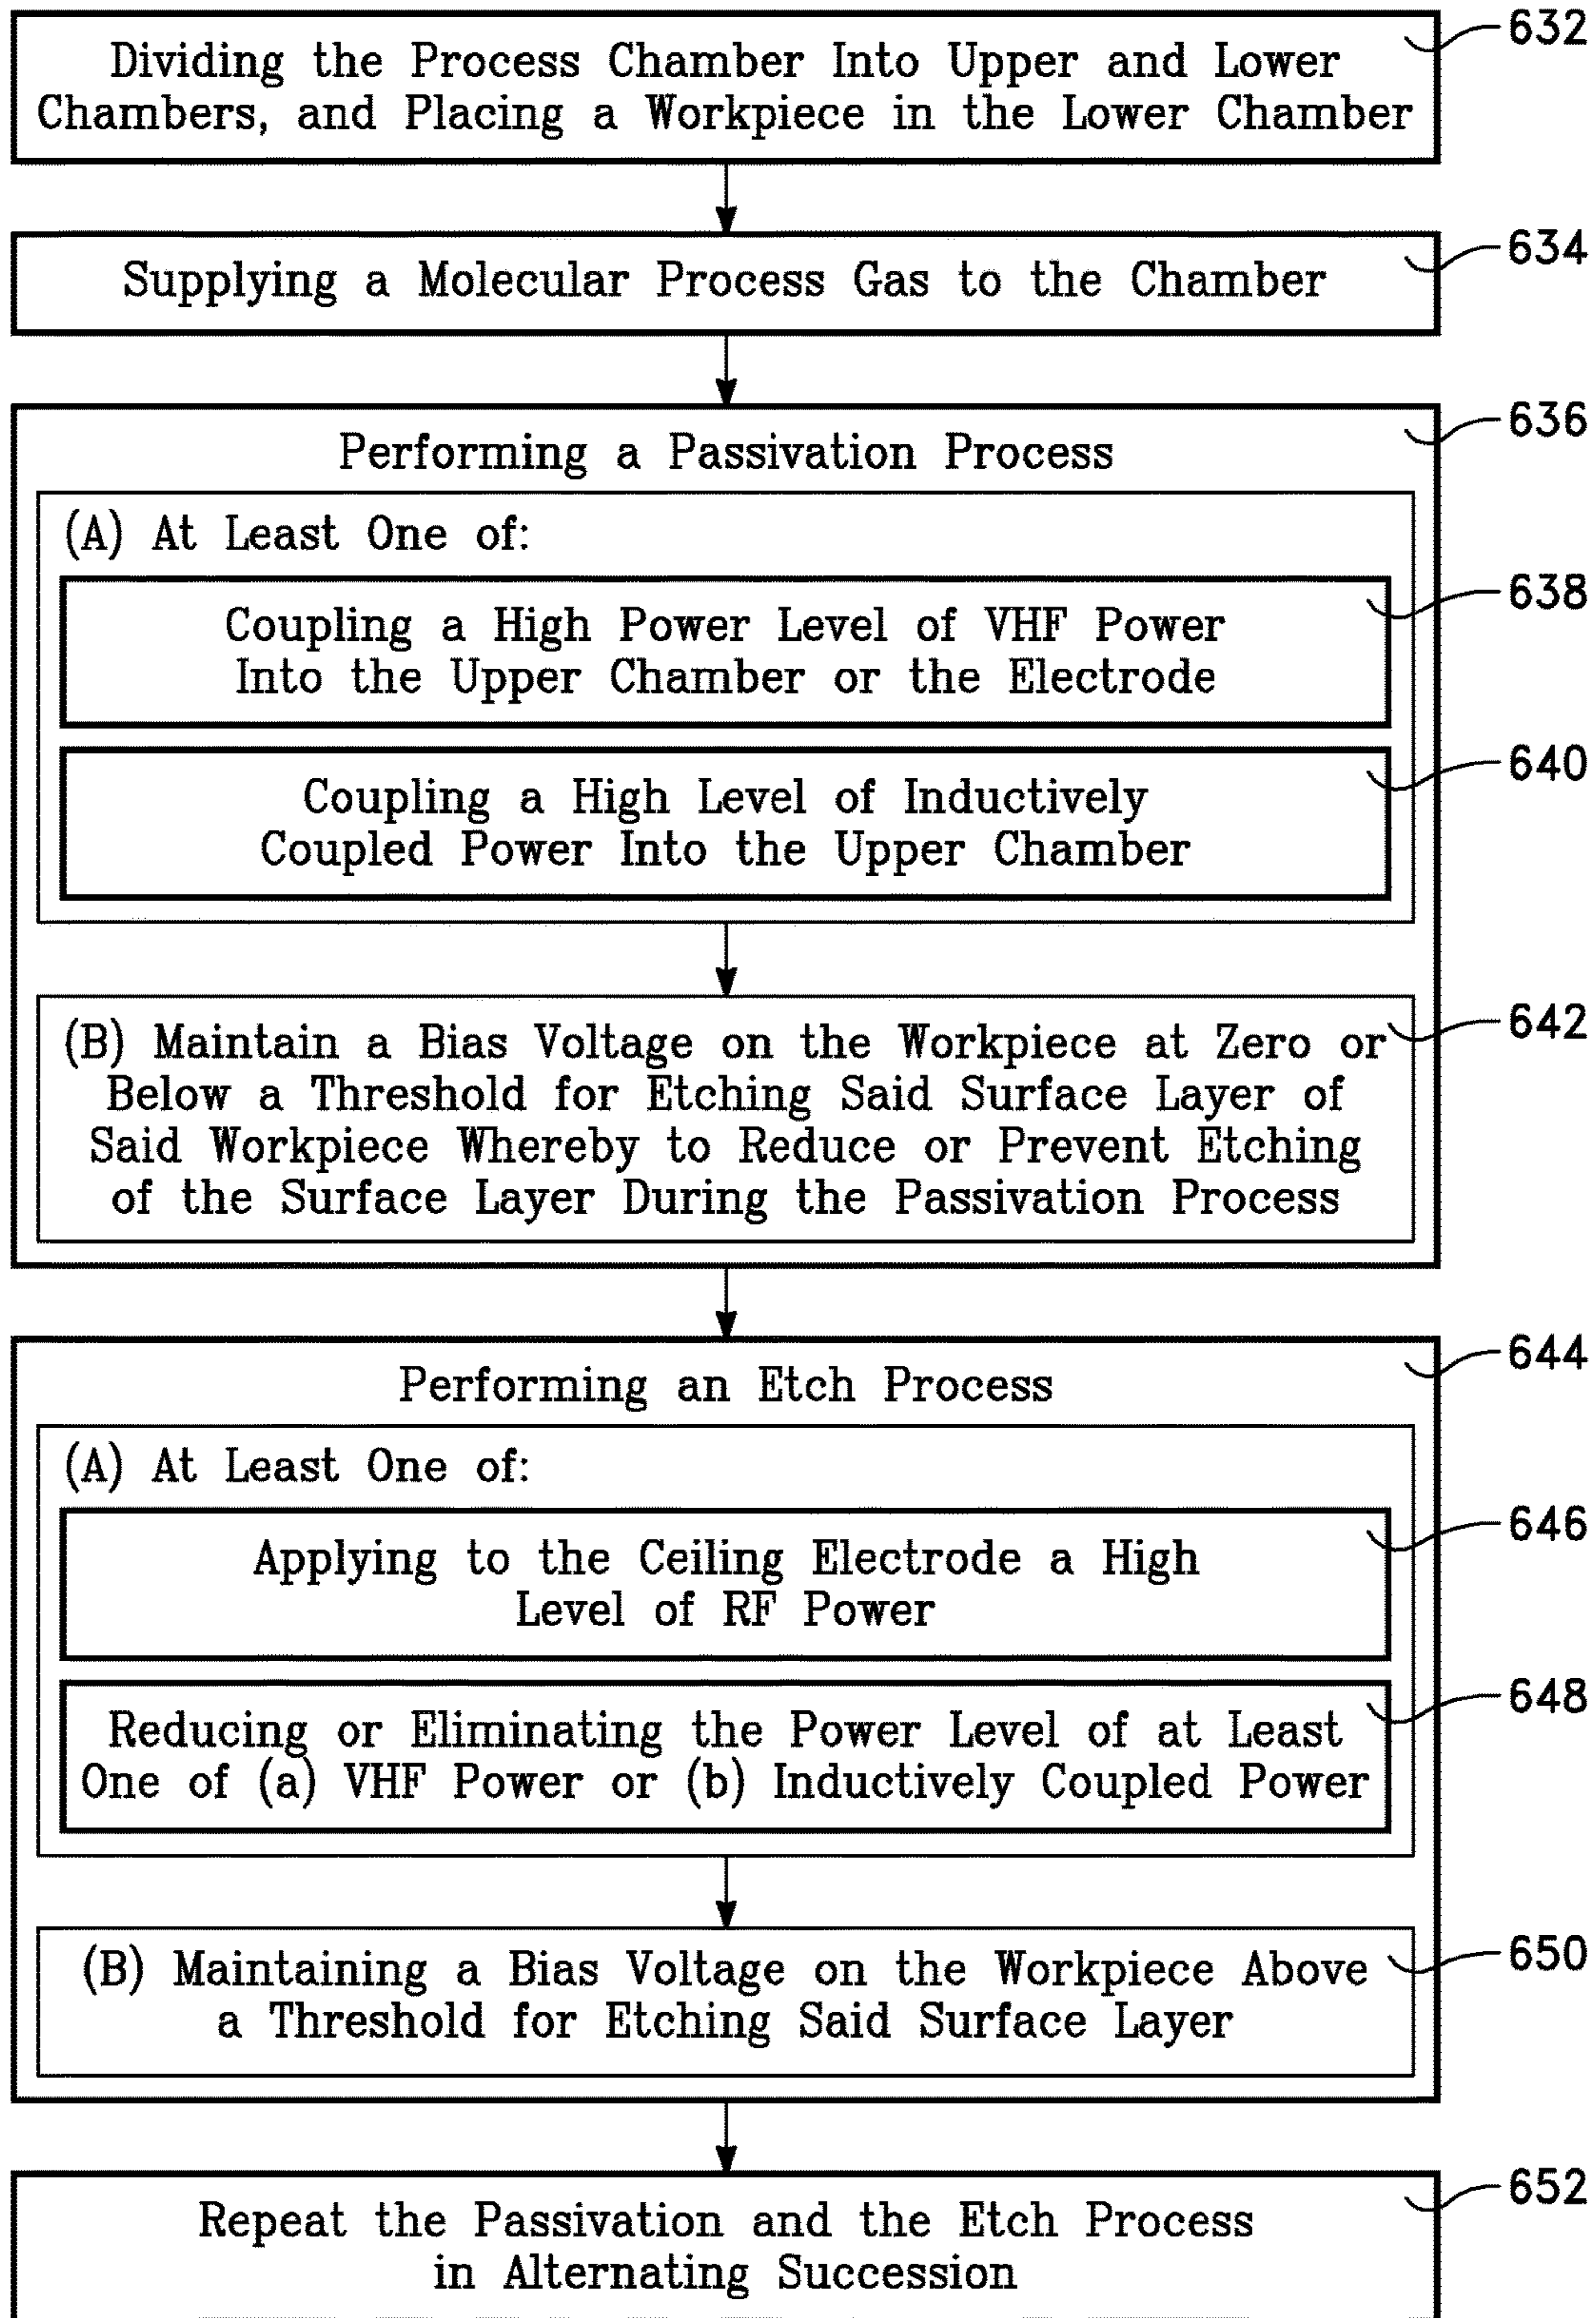 632
Dividing the Process Chamber Into Upper and Lower
Chambers, and Placing a Workpiece in the Lower Chamber
634
Supplying a Molecular Process Gas to the Chamber
636
Performing a Passivation Process
(A) At Least One of:
638
Coupling a High Power Level of VHF Power
Into the Upper Chamber or the Electrode
640
Coupling a High Level of Inductively
Coupled Power Into the Upper Chamber
642
(B) Maintain a Bias Voltage on the Workpiece at Zero or
Below a Threshold for Etching Said Surface Layer of
Said Workpiece Whereby to Reduce or Prevent Etching
of the Surface Layer During the Passivation Process
644
Performing an Etch Process
(A) At Least One of:
646
Applying to the Ceiling Electrode a High
Level of RF Power
648
Reducing or Eliminating the Power Level of at Least
One of (a) VHF Power or (b) Inductively Coupled Power
650
(B) Maintaining a Bias Voltage on the Workpiece Above
a Threshold for Etching Said Surface Layer
652
Repeat the Passivation and the Etch Process
in Alternating Succession